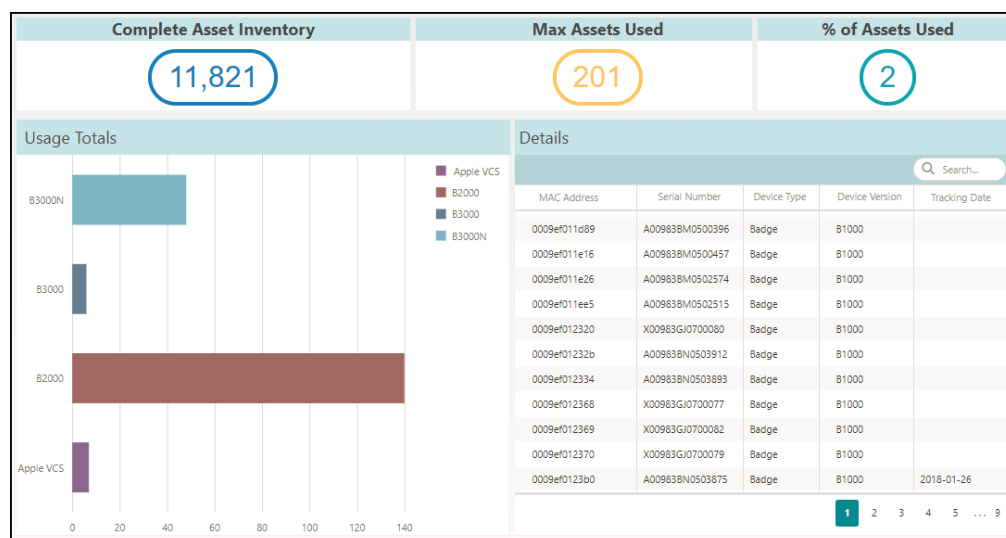 Complete Asset Inventory
11,821
Max Assets Used
201
% of Assets Used
2
Usage Totals
B3000N
B3000
B2000
Apple VCS
0 20 40 60 80 100 120 140
Apple VCS
B2000
B3000
B3000N
Details
Search...
MAC Address Serial Number Device Type Device Version Tracking Date
0009ef011d89 A00983BM0500396 Badge B1000
0009ef011e16 A00983BM0500457 Badge B1000
0009ef011e26 A00983BM0502574 Badge B1000
0009ef011ee5 A00983BM0502515 Badge B1000
0009ef012320 X00983GJ0700080 Badge B1000
0009ef01232b A00983BN0503912 Badge B1000
0009ef012334 A00983BN0503893 Badge B1000
0009ef012368 X00983GJ0700077 Badge B1000
0009ef012369 X00983GJ0700082 Badge B1000
0009ef012370 X00983GJ0700079 Badge B1000
0009ef0123b0 A00983BN0503875 Badge B1000 2018-01-26
1 2 3 4 5 ... 9